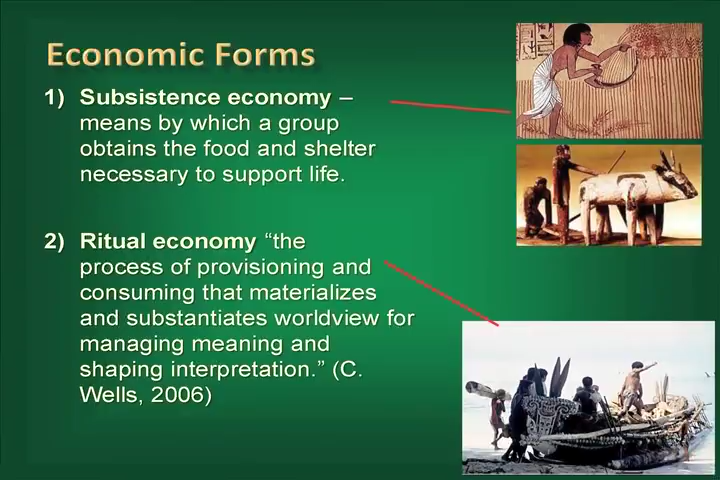 Economic Forms
1) Subsistence economy –
means by which a group
obtains the food and shelter
necessary to support life.
2) Ritual economy “the
process of provisioning and
consuming that materializes
and substantiates worldview for
managing meaning and
shaping interpretation.” (C.
Wells, 2006)